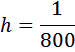 h = 1/800